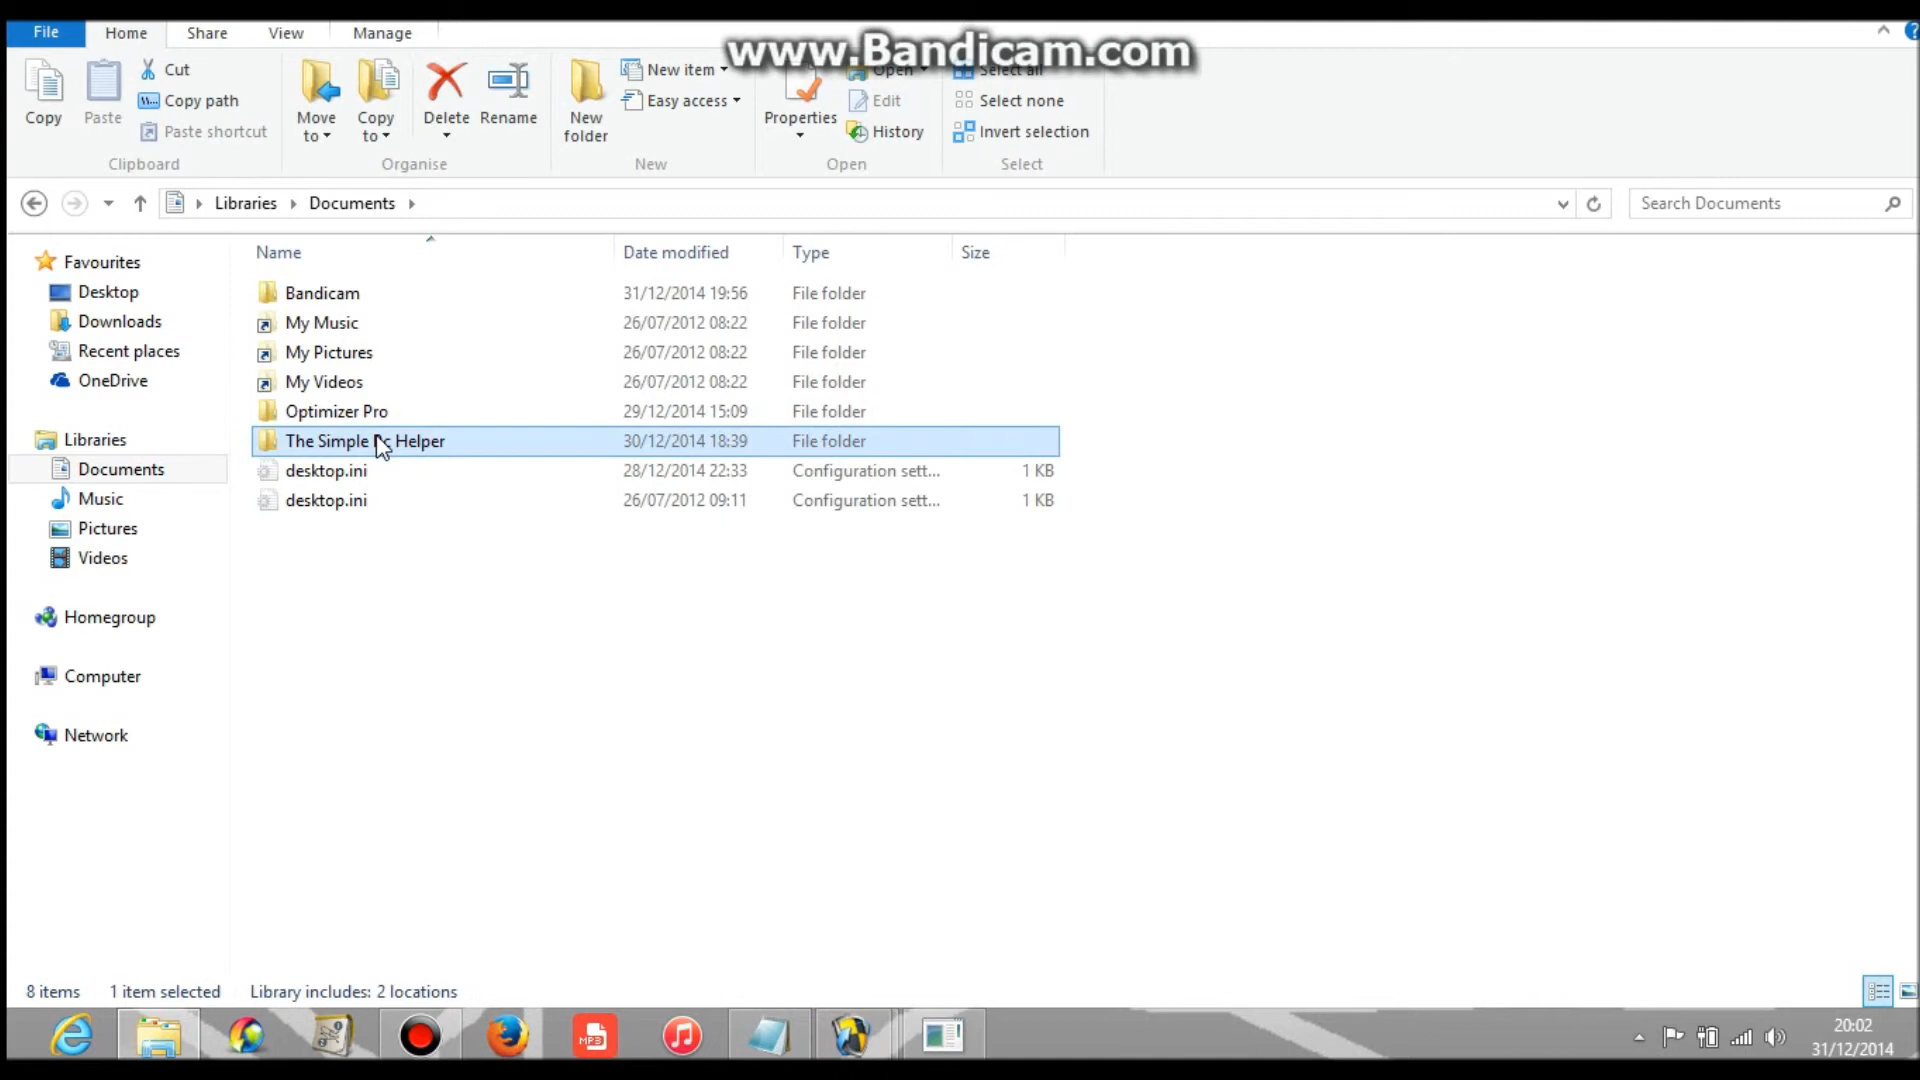 File Home Share View Manage
www.Bandicam.com
Copy
Paste
Cut
Copy path
Paste shortcut
Clipboard
Move to
Copy to
Delete
Rename
Organise
New folder
New item
Easy access
New
Properties
Open
Edit
History
Open
Select all
Select none
Invert selection
Select
Libraries Documents
Search Documents
Favourites
Desktop
Downloads
Recent places
OneDrive
Libraries
Documents
Music
Pictures
Videos
Homegroup
Computer
Network
Name Date modified Type Size
Bandicam 31/12/2014 19:56 File folder
My Music 26/07/2012 08:22 File folder
My Pictures 26/07/2012 08:22 File folder
My Videos 26/07/2012 08:22 File folder
Optimizer Pro 29/12/2014 15:09 File folder
The Simple Pc Helper 30/12/2014 18:39 File folder
desktop.ini 28/12/2014 22:33 Configuration sett... 1 KB
desktop.ini 26/07/2012 09:11 Configuration sett... 1 KB
8 items 1 item selected Library includes: 2 locations
MP3
20:02
31/12/2014